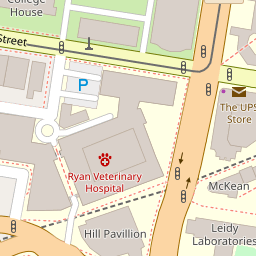 College
House
Street
P
The UPS
Store
Ryan Veterinary
Hospital
McKean
Leidy
Laboratories
Hill Pavillion